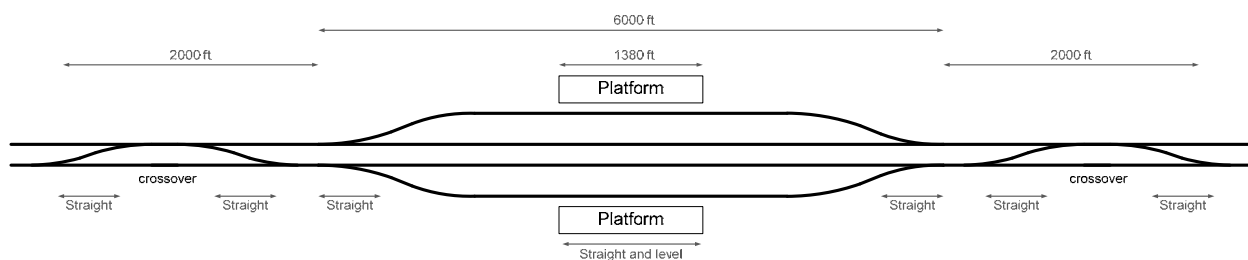 6000 ft
2000 ft
1380 ft
2000 ft
Platform
crossover
crossover
Straight
Straight
Straight
Straight
Straight
Straight
Platform
Straight and level